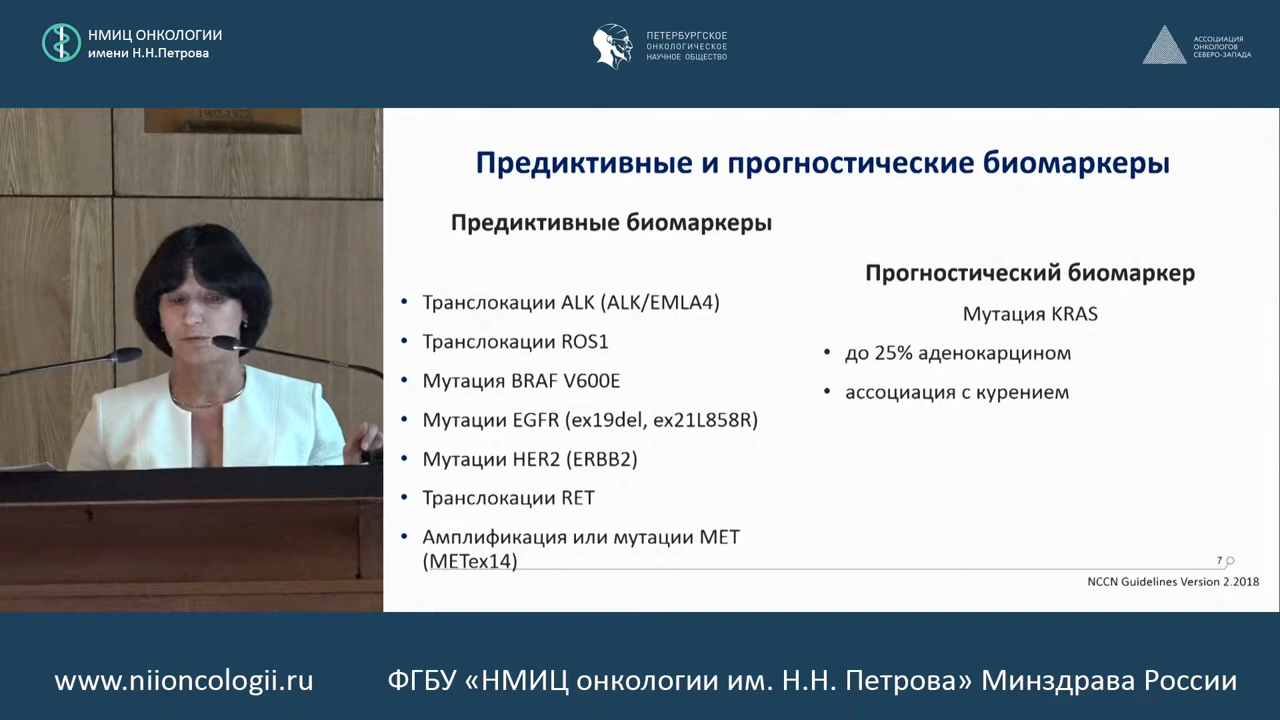 НМИЦ ОНКОЛОГИИ
имени Н.Н.Петрова
ПЕТЕРБУРГСКОЕ
ОНКОЛОГИЧЕСКОЕ
НАУЧНОЕ ОБЩЕСТВО
АССОЦИАЦИЯ
ОНКОЛОГОВ
СЕВЕРО-ЗАПАДА
1902-1972
Предиктивные и прогностические биомаркеры
Предиктивные биомаркеры
• Транслокации ALK (ALK/EMLA4)
• Транслокации ROS1
• Мутация BRAF V600E
• Мутации EGFR (ex19del, ex21L858R)
• Мутации HER2 (ERBB2)
• Транслокации RET
• Амплификация или мутации MET
(METex14)
Прогностический биомаркер
Мутация KRAS
• до 25% аденокарцином
• ассоциация с курением
7
NCCN Guidelines Version 2.2018
www.niioncologii.ru
ФГБУ «НМИЦ онкологии им. Н.Н. Петрова» Минздрава России